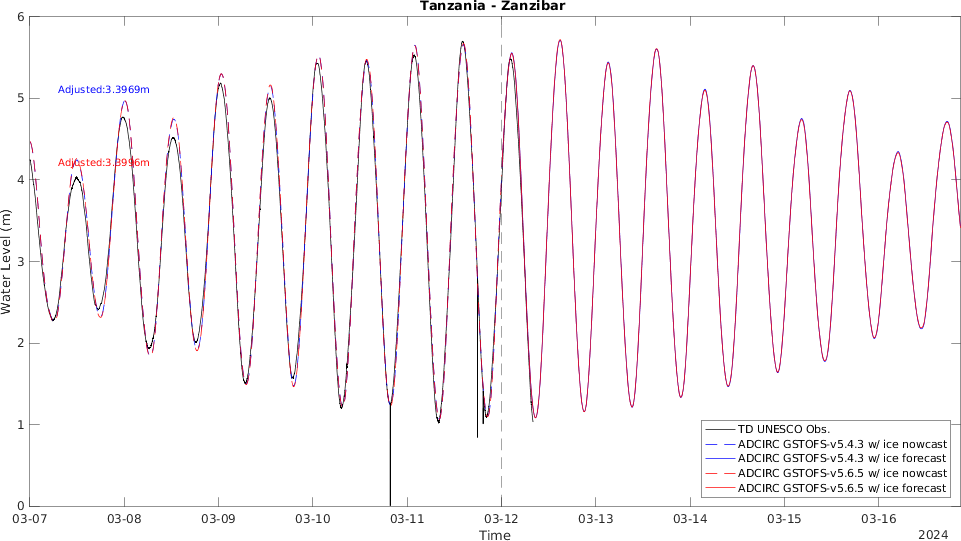 Tanzania - Zanzibar
6
5
4
3
2
1
0
Water Level (m)
Adjusted:3.3969m
Adjusted:3.3996m
TD UNESCO Obs.
ADCIRC GSTOFS-v5.4.3 w/ ice nowcast
ADCIRC GSTOFS-v5.4.3 w/ ice forecast
ADCIRC GSTOFS-v5.6.5 w/ ice nowcast
ADCIRC GSTOFS-v5.6.5 w/ ice forecast
03-07 03-08 03-09 03-10 03-11 03-12 03-13 03-14 03-15 03-16
Time
2024